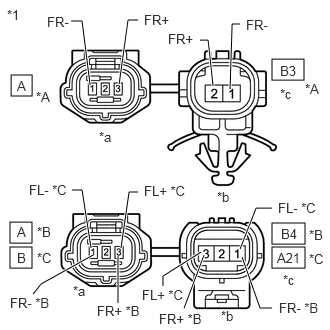 *1
FR- FR+ FR+ FR-
A *A 1 2 3 2 1 B3 *A
*c
*a *b
FL- *C FL+ *C FL- *C
A *B 1 2 3 3 2 1 B4 *B
B *C A21 *C
*c
FR- *B *a FR+ *B FL+ *C FR+ *B *b FR- *B